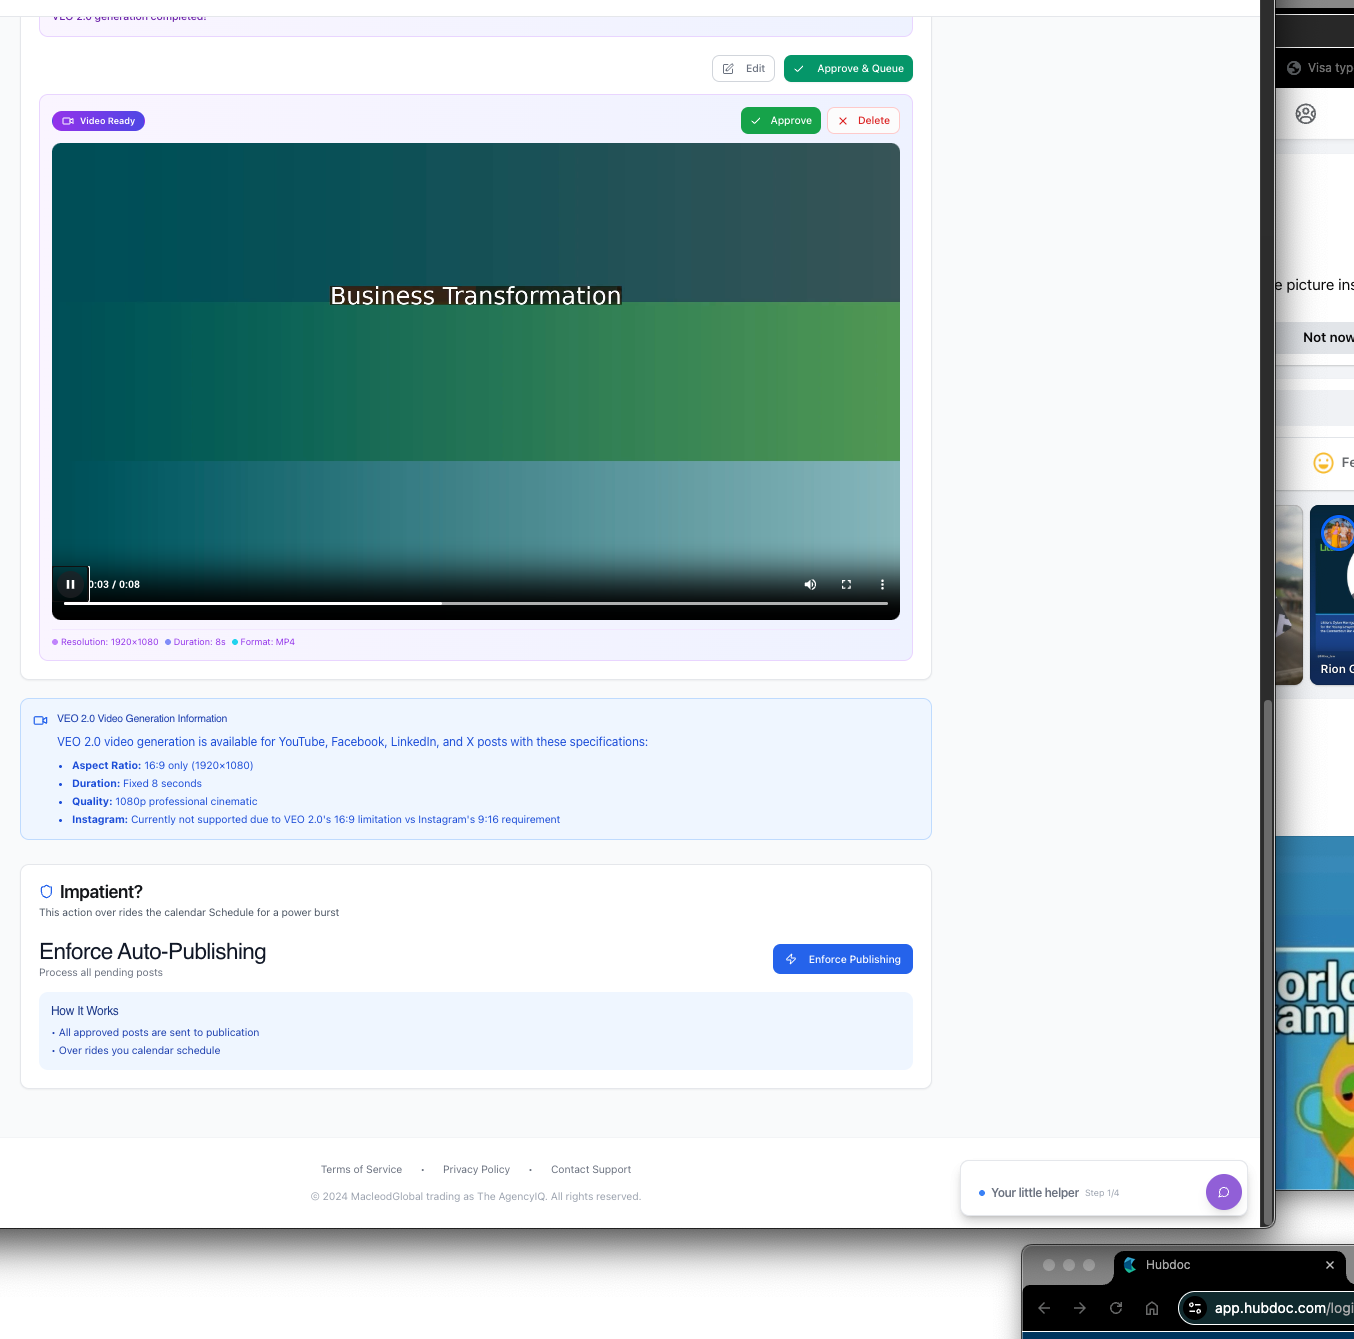 VEO 2.0 generation completed!
Edit
Approve & Queue
Video Ready
Approve
Delete
Business Transformation
0:03 / 0:08
Resolution: 1920×1080
Duration: 8s
Format: MP4
VEO 2.0 Video Generation Information
VEO 2.0 video generation is available for YouTube, Facebook, LinkedIn, and X posts with these specifications:
• Aspect Ratio: 16:9 only (1920×1080)
• Duration: Fixed 8 seconds
• Quality: 1080p professional cinematic
• Instagram: Currently not supported due to VEO 2.0's 16:9 limitation vs Instagram's 9:16 requirement
Impatient?
This action over rides the calendar Schedule for a power burst
Enforce Auto-Publishing
Process all pending posts
Enforce Publishing
How It Works
• All approved posts are sent to publication
• Over rides you calendar schedule
Terms of Service • Privacy Policy • Contact Support
© 2024 MacleodGlobal trading as The AgencyIQ. All rights reserved.
Your little helper Step 1/4
Visa typ
e picture ins
Not now
Fe
Rion G
orld
amp
Hubdoc
app.hubdoc.com/logi